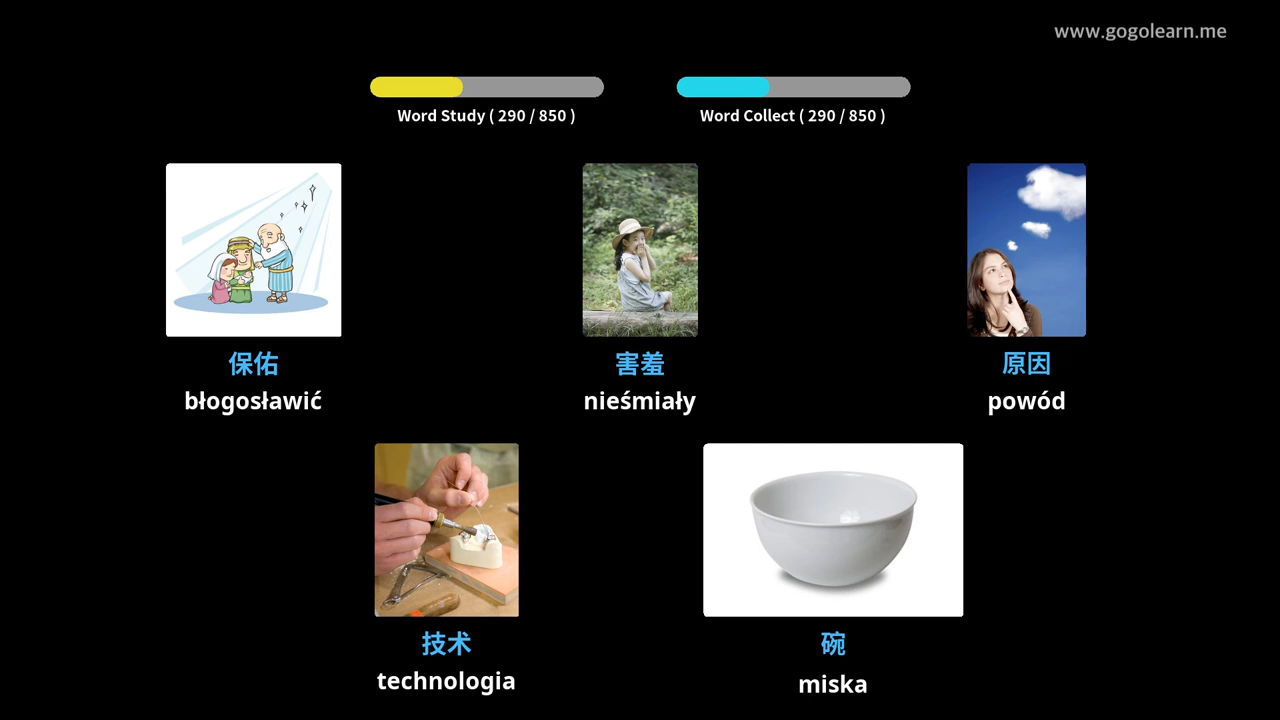 www.gogolearn.me
Word Study ( 290 / 850 )
Word Collect ( 290 / 850 )
保佑
błogosławić
害羞
nieśmiały
原因
powód
技术
technologia
碗
miska